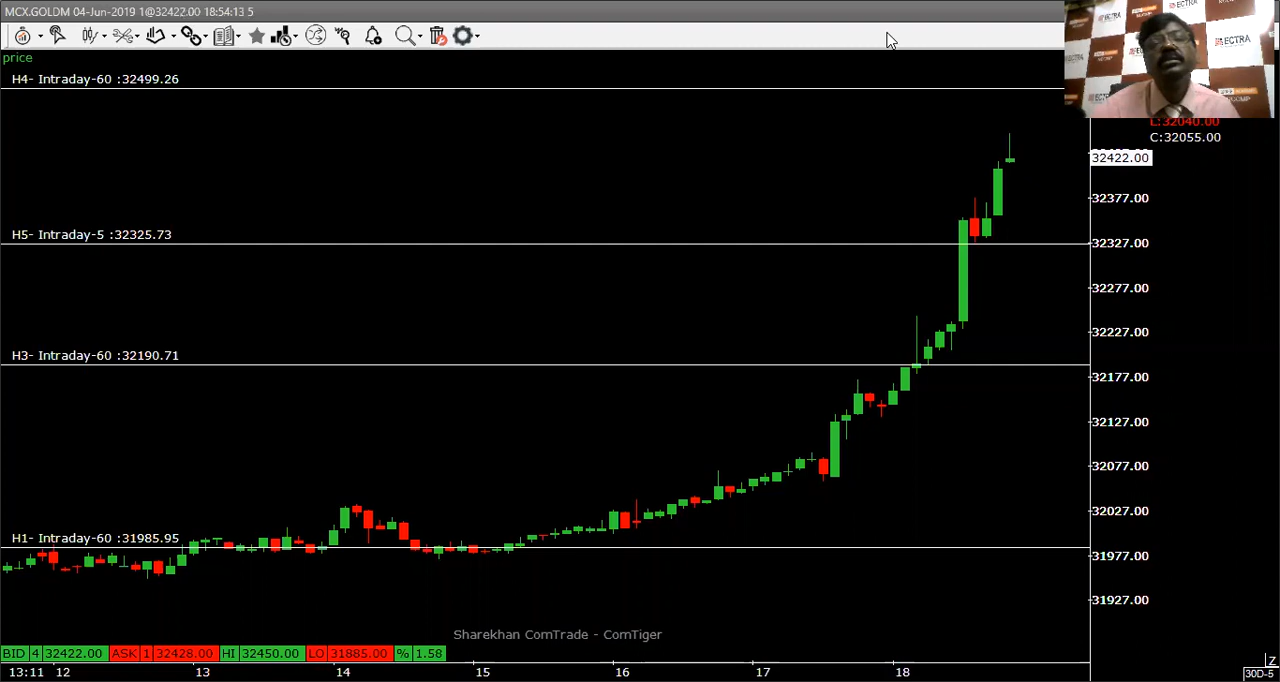 MCX.GOLDM 04-Jun-2019 1@32422.00 18:54:13 5
price
H4- Intraday-60 :32499.26
ECTRA
L:32040.00
C:32055.00
32422.00
32377.00
H5- Intraday-5 :32325.73
32327.00
32277.00
32227.00
H3- Intraday-60 :32190.71
32177.00
32127.00
32077.00
32027.00
H1- Intraday-60 :31985.95
31977.00
31927.00
Sharekhan ComTrade - ComTiger
BID 4 32422.00 ASK 1 32428.00 HI 32450.00 LO 31885.00 % 1.58
13:11 12 13 14 15 16 17 18
Z
30D-5